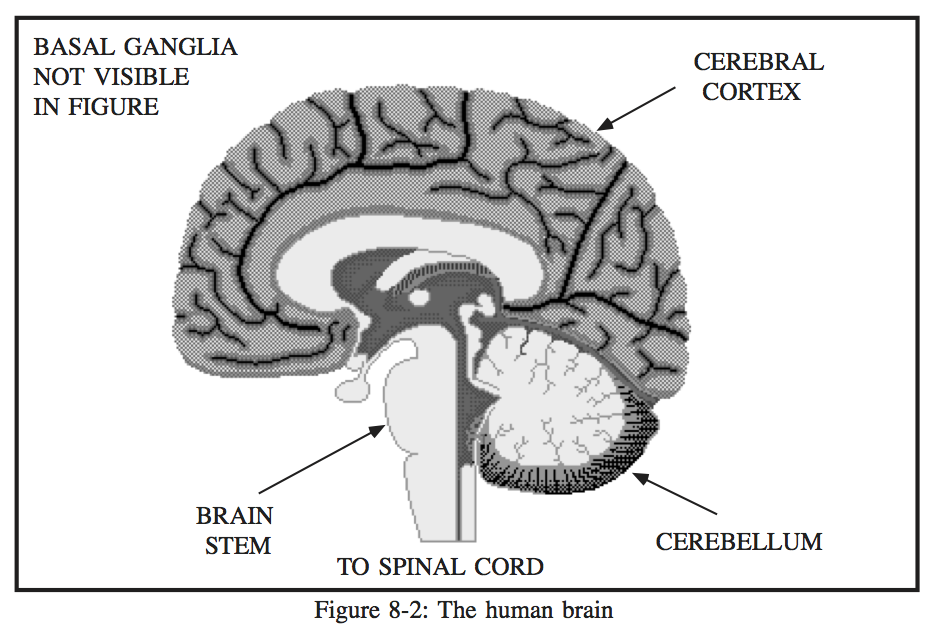 BASAL GANGLIA
NOT VISIBLE
IN FIGURE
CEREBRAL
CORTEX
BRAIN
STEM
CEREBELLUM
TO SPINAL CORD
Figure 8-2: The human brain